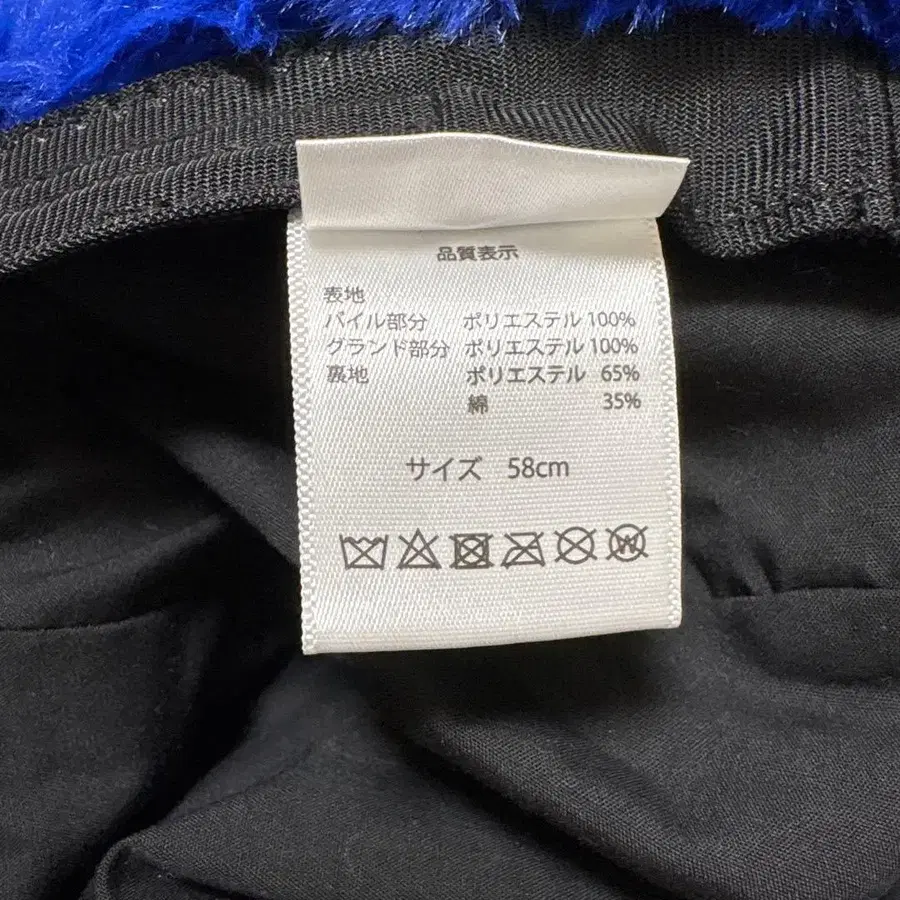 品質表示
表地
パイル部分 ポリエステル 100%
グランド部分 ポリエステル 100%
裏地 ポリエステル 65%
綿 35%
サイズ 58cm
W